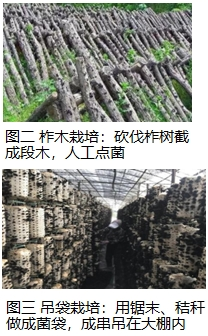 图二 柞木栽培：砍伐柞树截
成段木，人工点菌
图三 吊袋栽培：用锯末、秸秆
做成菌袋，成串吊在大棚内